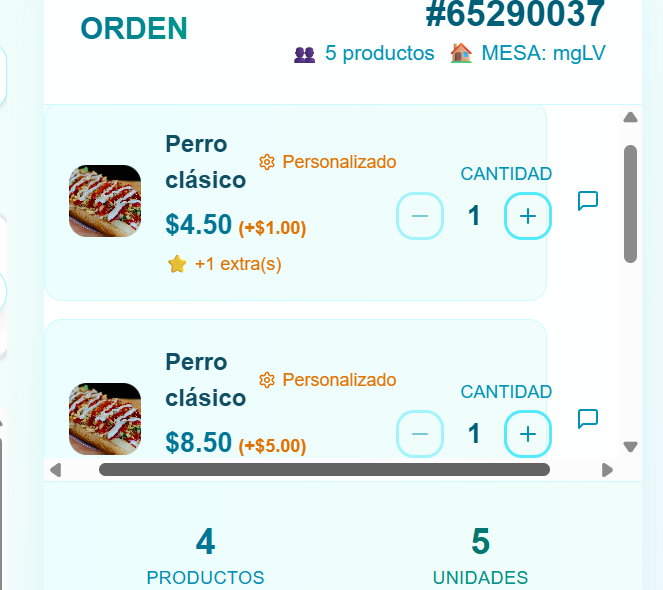 ORDEN
#65290037
5 productos MESA: mgLV
Perro
clásico
Personalizado
$4.50 (+$1.00)
+1 extra(s)
CANTIDAD
1
Perro
clásico
Personalizado
$8.50 (+$5.00)
CANTIDAD
1
4
PRODUCTOS
5
UNIDADES